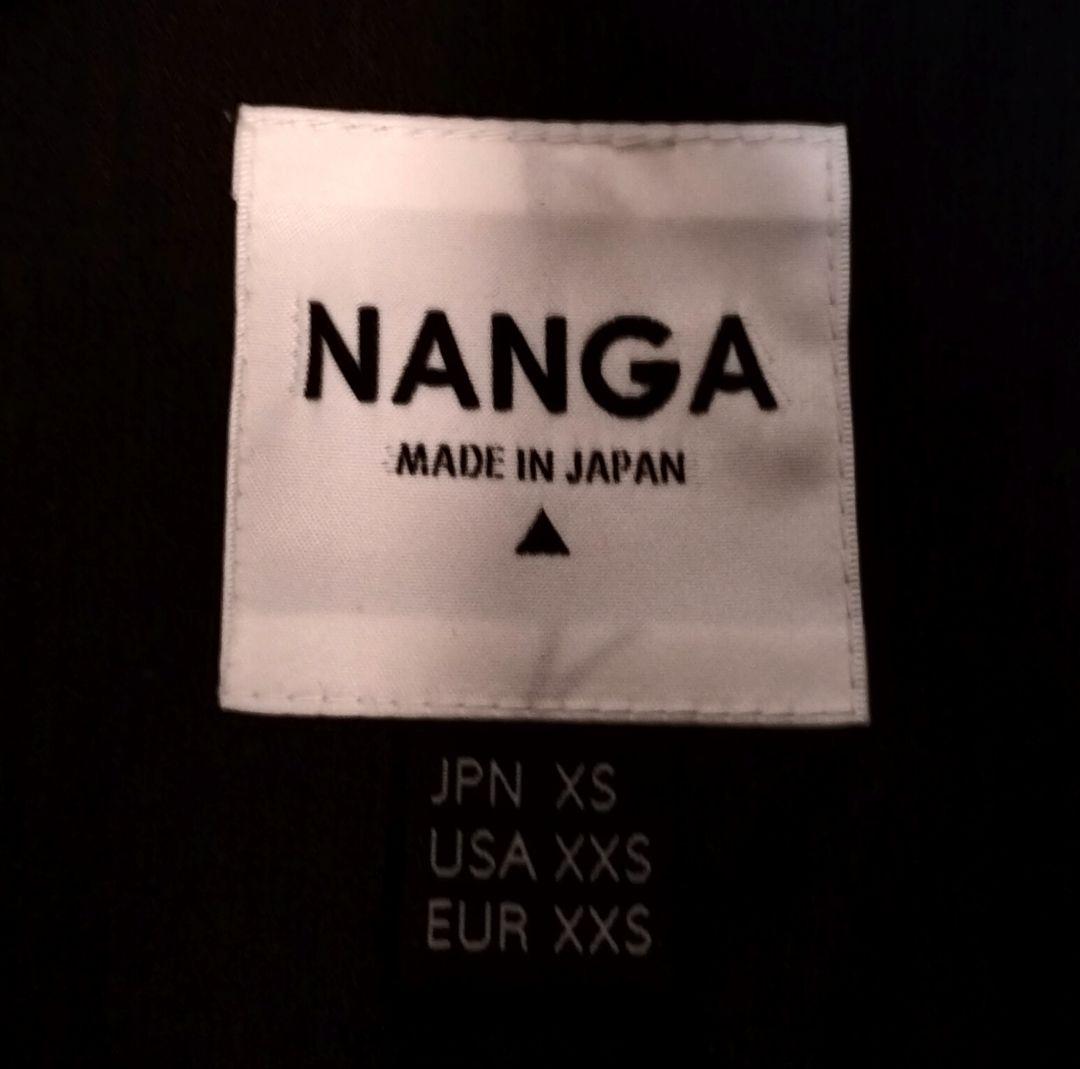 NANGA
MADE IN JAPAN
JPN XS
USA XXS
EUR XXS